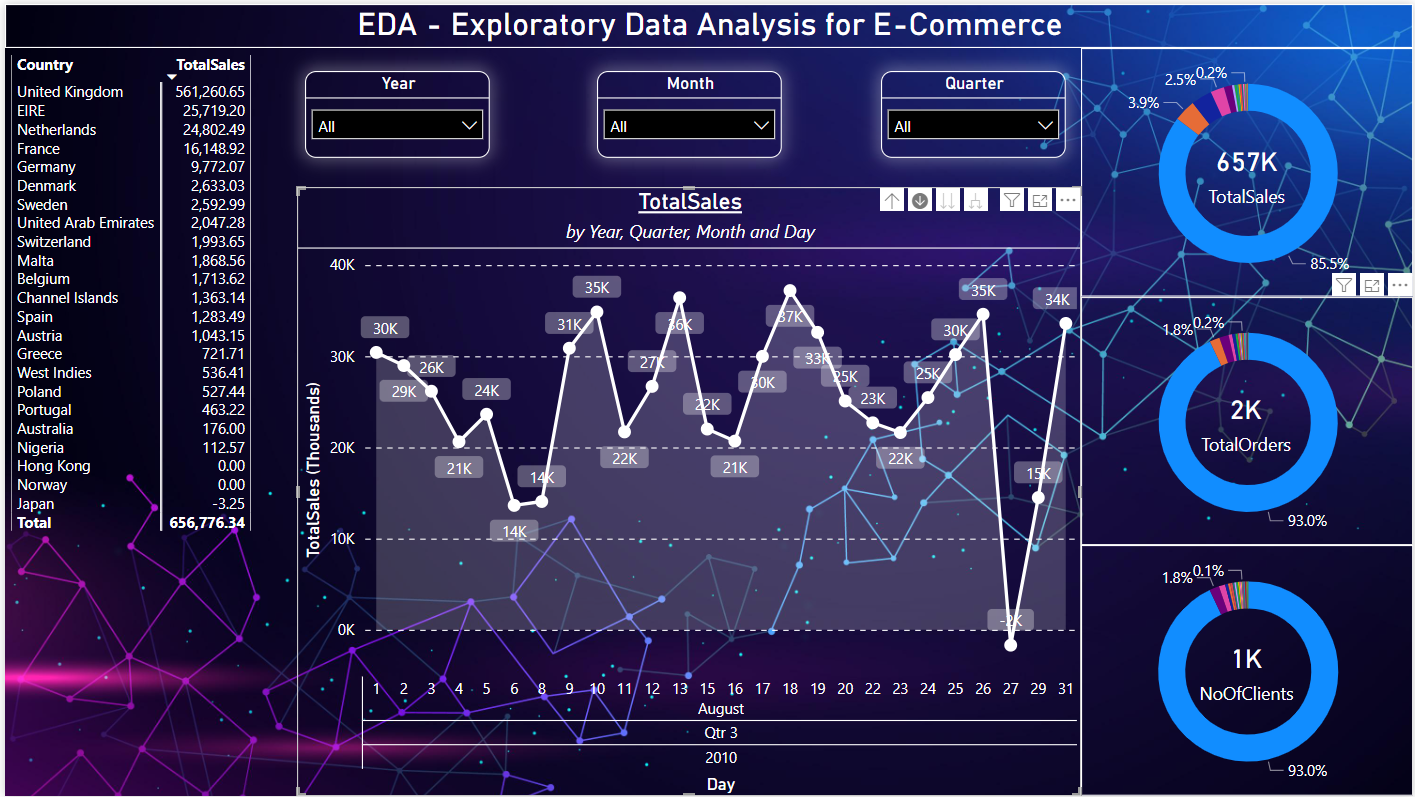 EDA - Exploratory Data Analysis for E-Commerce
Country TotalSales
United Kingdom 561,260.65
EIRE 25,719.20
Netherlands 24,802.49
France 16,148.92
Germany 9,772.07
Denmark 2,633.03
Sweden 2,592.99
United Arab Emirates 2,047.28
Switzerland 1,993.65
Malta 1,868.56
Belgium 1,713.62
Channel Islands 1,363.14
Spain 1,283.49
Austria 1,043.15
Greece 721.71
West Indies 536.41
Poland 527.44
Portugal 463.22
Australia 176.00
Nigeria 112.57
Hong Kong 0.00
Norway 0.00
Japan -3.25
Total 656,776.34
Year
All
Month
All
Quarter
All
TotalSales
by Year, Quarter, Month and Day
TotalSales (Thousands)
40K
30K
20K
10K
0K
30K
29K
26K
21K
24K
14K
14K
31K
35K
22K
27K
36K
22K
21K
30K
37K
33K
25K
23K
22K
25K
30K
35K
-2K
15K
34K
1 2 3 4 5 6 8 9 10 11 12 13 15 16 17 18 19 20 22 23 24 25 26 27 29 31
August
Qtr 3
2010
Day
2.5% 0.2%
3.9%
657K
TotalSales
85.5%
1.8% 0.2%
2K
TotalOrders
93.0%
1.8% 0.1%
1K
NoOfClients
93.0%